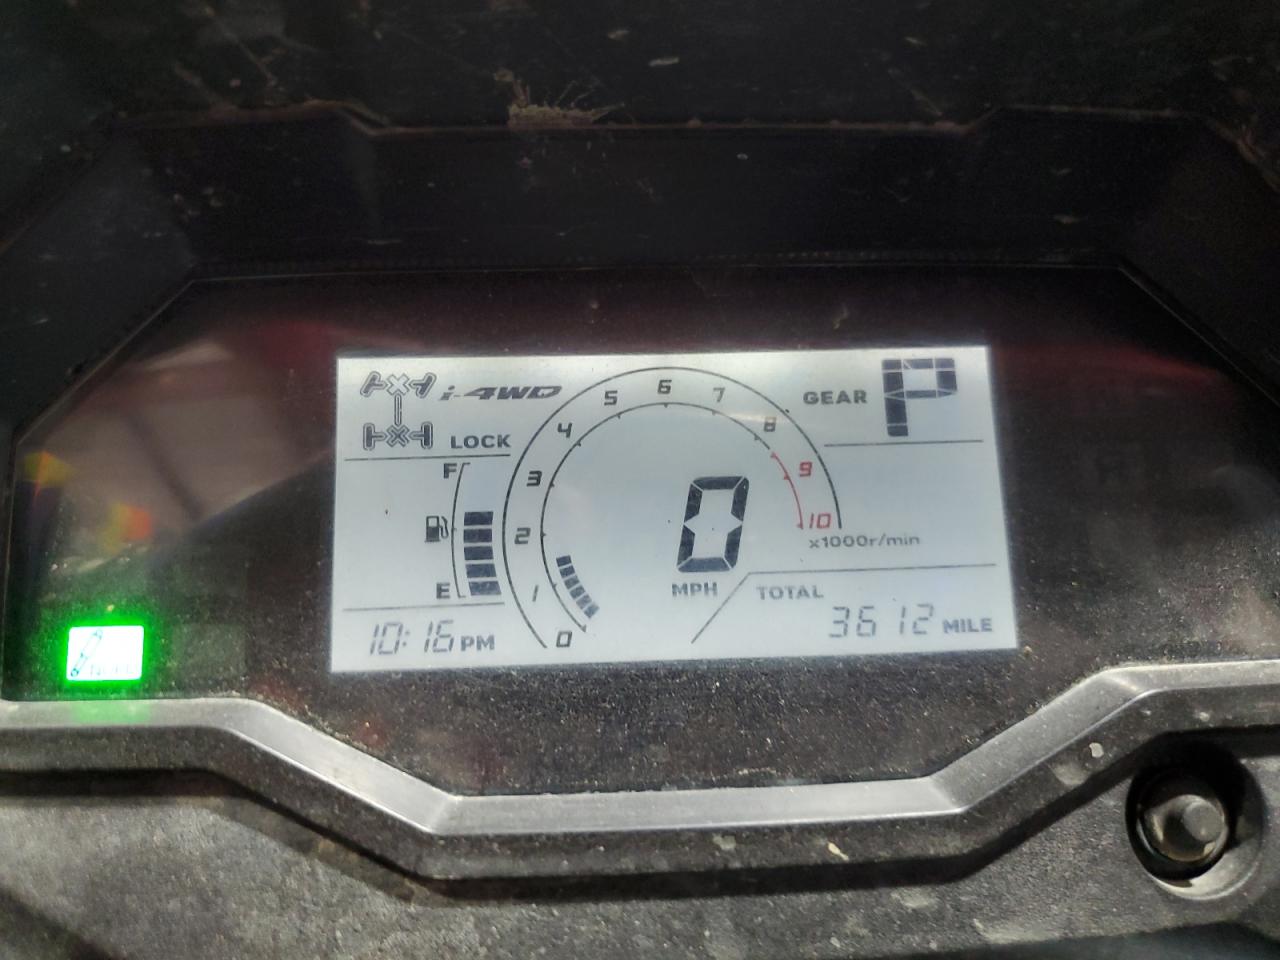 i-4WD
LOCK
GEAR P
F
E
10:16 PM
0
1
2
3
4
5
6
7
8
9
10
x1000r/min
0
MPH
TOTAL
3612 MILE